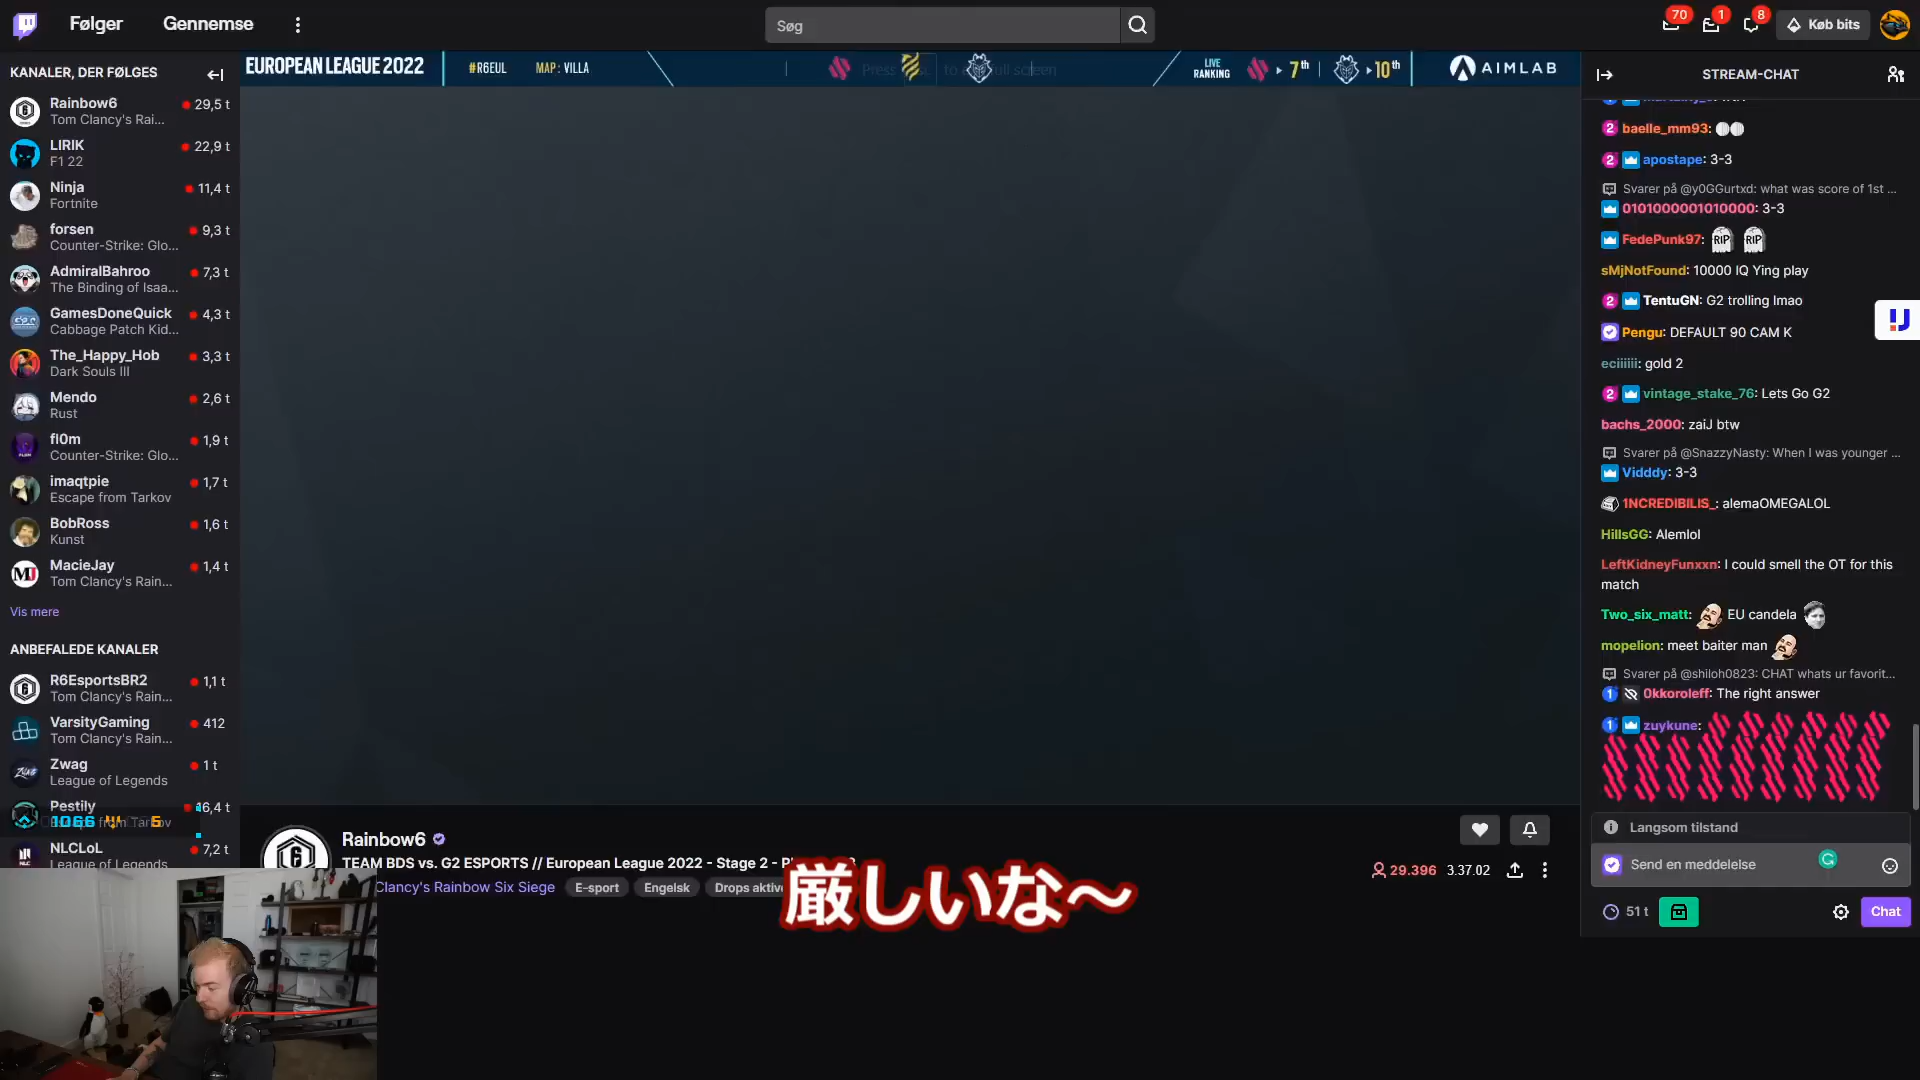 Følger
Gennemse
Søg
70
1
8
Køb bits
KANALER, DER FØLGES
Rainbow6
29,5 t
Tom Clancy's Rai...
LIRIK
22,9 t
F1 22
Ninja
11,4 t
Fortnite
forsen
9,3 t
Counter-Strike: Glo...
AdmiralBahroo
7,3 t
The Binding of Isaa...
GamesDoneQuick
4,3 t
Cabbage Patch Kid...
The_Happy_Hob
3,3 t
Dark Souls III
Mendo
2,6 t
Rust
fl0m
1,9 t
Counter-Strike: Glo...
imaqtpie
1,7 t
Escape from Tarkov
BobRoss
1,6 t
Kunst
MacieJay
1,4 t
Tom Clancy's Rain...
Vis mere
ANBEFALEDE KANALER
R6EsportsBR2
1,1 t
Tom Clancy's Rain...
VarsityGaming
412
Tom Clancy's Rain...
Zwag
1 t
League of Legends
Pestily
16,4 t
1066
5
NLCLoL
7,2 t
League of Legends
EUROPEAN LEAGUE 2022
#R6EUL
MAP: VILLA
LIVE RANKING
7th
10th
AIMLAB
Rainbow6
TEAM BDS vs. G2 ESPORTS // European League 2022 - Stage 2 -
Clancy's Rainbow Six Siege
E-sport
Engelsk
Drops aktive
29.396
3.37.02
厳しいな〜
STREAM-CHAT
baelle_mm93:
apostape: 3-3
Svarer på @y0GGurtxd: what was score of 1st ...
0101000001010000: 3-3
FedePunk97: RIP RIP
sMjNotFound: 10000 IQ Ying play
TentuGN: G2 trolling lmao
Pengu: DEFAULT 90 CAM K
eciiiiii: gold 2
vintage_stake_76: Lets Go G2
bachs_2000: zaiJ btw
Svarer på @SnazzyNasty: When I was younger ...
Vidddy: 3-3
1NCREDIBILIS_: alemaOMEGALOL
HillsGG: Alemlol
LeftKidneyFunxxn: I could smell the OT for this
match
Two_six_matt: EU candela
mopelion: meet baiter man
Svarer på @shiloh0823: CHAT whats ur favorit...
0kkoroleff: The right answer
zuykune:
Langsom tilstand
Send en meddelelse
51 t
Chat